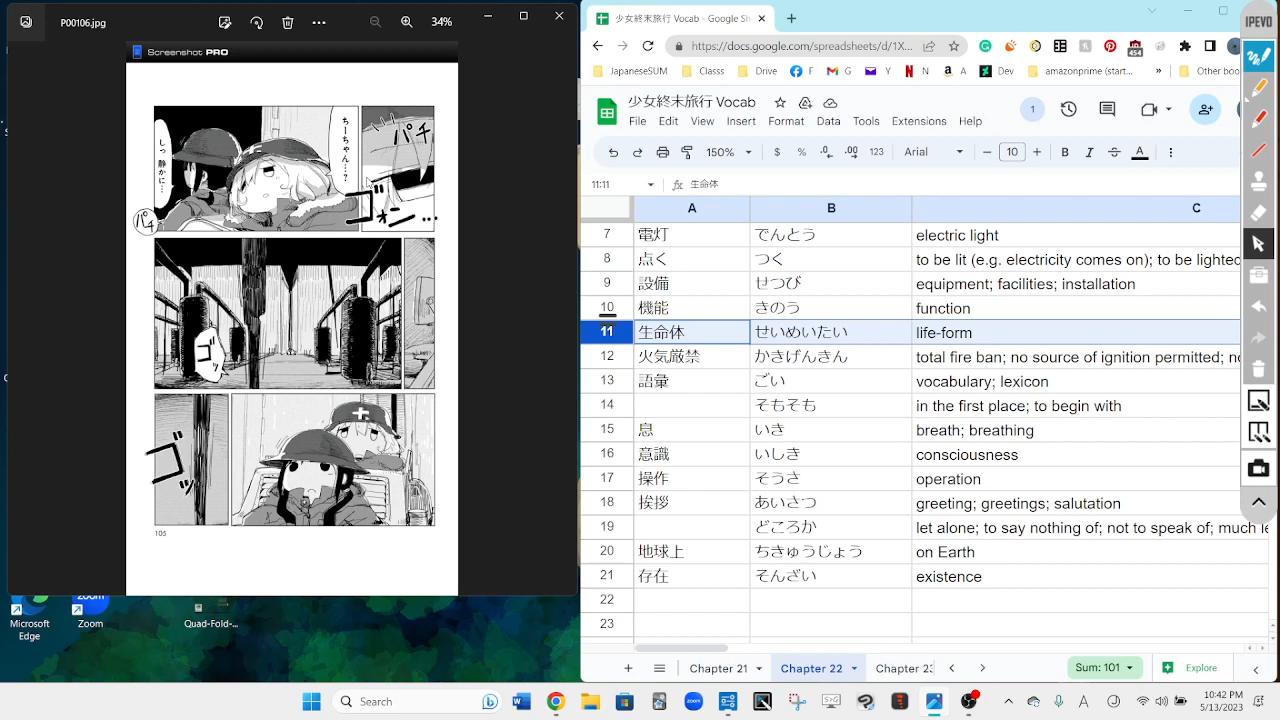 P00106.jpg
34%
Screenshot PRO
ちーちゃん…?
しっ 静かに…
パチ
パチ
ゴォン…
ゴッ
ゴッ
105
Microsoft Edge
Zoom
Quad-Fold-...
少女終末旅行 Vocab - Google Sh
https://docs.google.com/spreadsheets/d/17
JapaneseSUM
Classs
Drive
F
G
Y
N
A
Dex
amazonprime (start...
»
Other boo
454
少女終末旅行 Vocab
File Edit View Insert Format Data
1
150%
$ % .0 .00 123
Arial
10
B I A
11:11
fx 生命体
A B C
7 電灯 でんとう electric light
8 点く つく to be lit (e.g. electricity comes on); to be lighted
9 設備 せつび equipment; facilities; installation
10 機能 きのう function
11 生命体 せいめいたい life-form
12 火気厳禁 かきげんきん total fire ban; no source of ignition permitted; no
13 語彙 ごい vocabulary; lexicon
14 そもそも in the first place; to begin with
15 息 いき breath; breathing
16 意識 いしき consciousness
17 操作 そうさ operation
18 挨拶 あいさつ greeting; greetings; salutation
19 どころか let alone; to say nothing of; not to speak of; much
20 地球上 ちきゅうじょう on Earth
21 存在 そんざい existence
22
23
Chapter 21
Chapter 22
Chapter 2
Sum: 101
Explore
IPEVO
Search
zoom
S>G
A
10:42 PM
5/13/2023